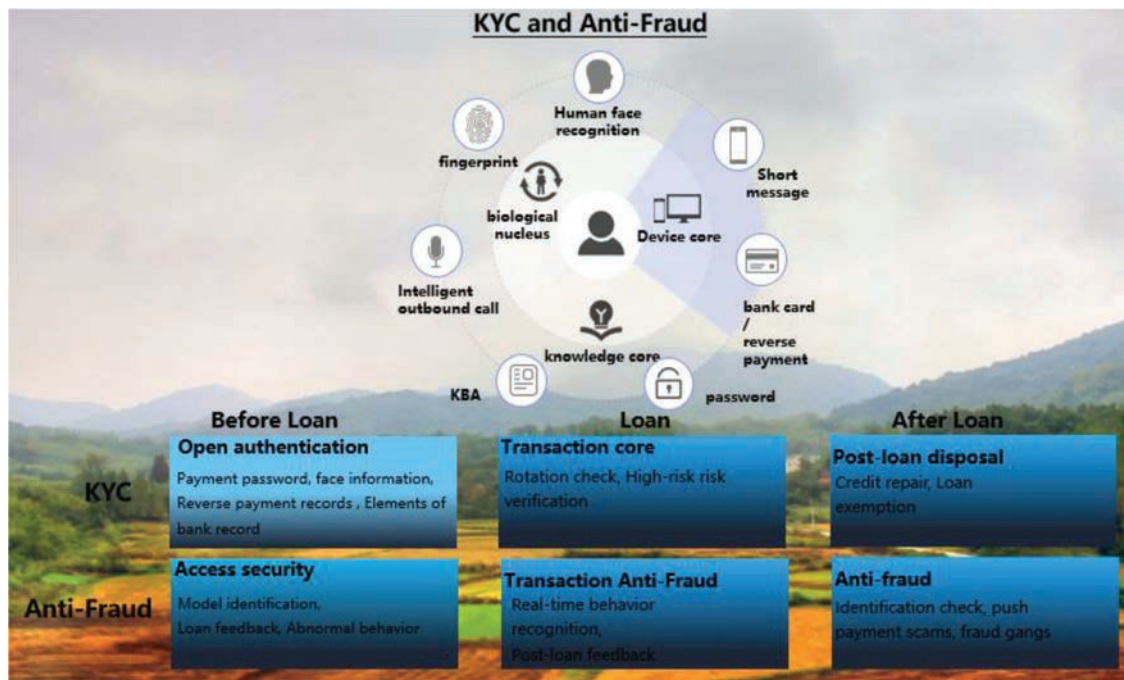 KYC and Anti-Fraud
Human face
recognition
fingerprint
Short
message
biological
nucleus
Device core
Intelligent
outbound call
bank card
/
reverse
payment
knowledge core
KBA
password
Before Loan
Loan
After Loan
KYC
Open authentication
Payment password, face information,
Reverse payment records , Elements of
bank record
Transaction core
Rotation check, High-risk risk
verification
Post-loan disposal
Credit repair, Loan
exemption
Anti-Fraud
Access security
Model identification,
Loan feedback, Abnormal behavior
Transaction Anti-Fraud
Real-time behavior
recognition,
Post-loan feedback
Anti-fraud
Identification check, push
payment scams, fraud gangs